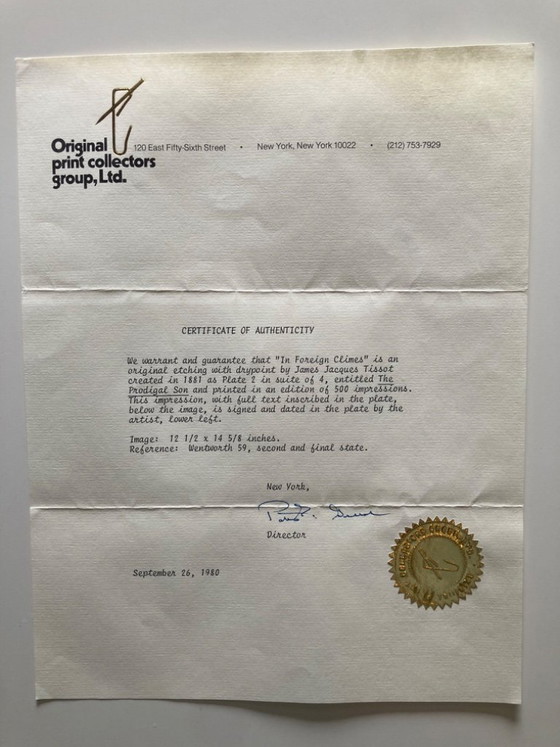 Original
print collectors
group, Ltd.
120 East Fifty-Sixth Street • New York, New York 10022 • (212) 753-7929
CERTIFICATE OF AUTHENTICITY
We warrant and guarantee that "In Foreign Climes" is an
original etching with drypoint by James Jacques Tissot
created in 1881 as Plate 2 in suite of 4, entitled The
Prodigal Son and printed in an edition of 500 impressions.
This impression, with full text inscribed in the plate,
below the image, is signed and dated in the plate by the
artist, lower left.
Image: 12 1/2 x 14 5/8 inches.
Reference: Wentworth 59, second and final state.
New York,
Director
September 26, 1980